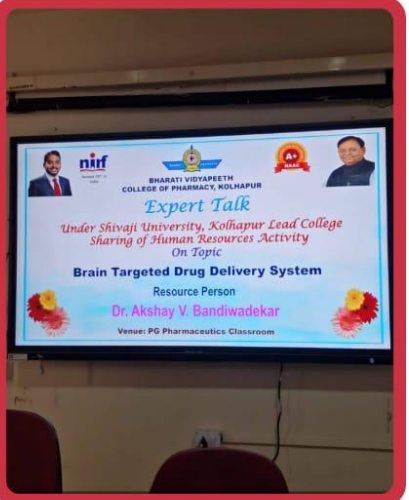 nirf
A+
NAAC
BHARATI VIDYAPEETH
COLLEGE OF PHARMACY, KOLHAPUR
Expert Talk
Under Shivaji University, Kolhapur Lead College
Sharing of Human Resources Activity
On Topic
Brain Targeted Drug Delivery System
Resource Person
Dr. Akshay V. Bandiwadekar
Venue: PG Pharmaceutics Classroom